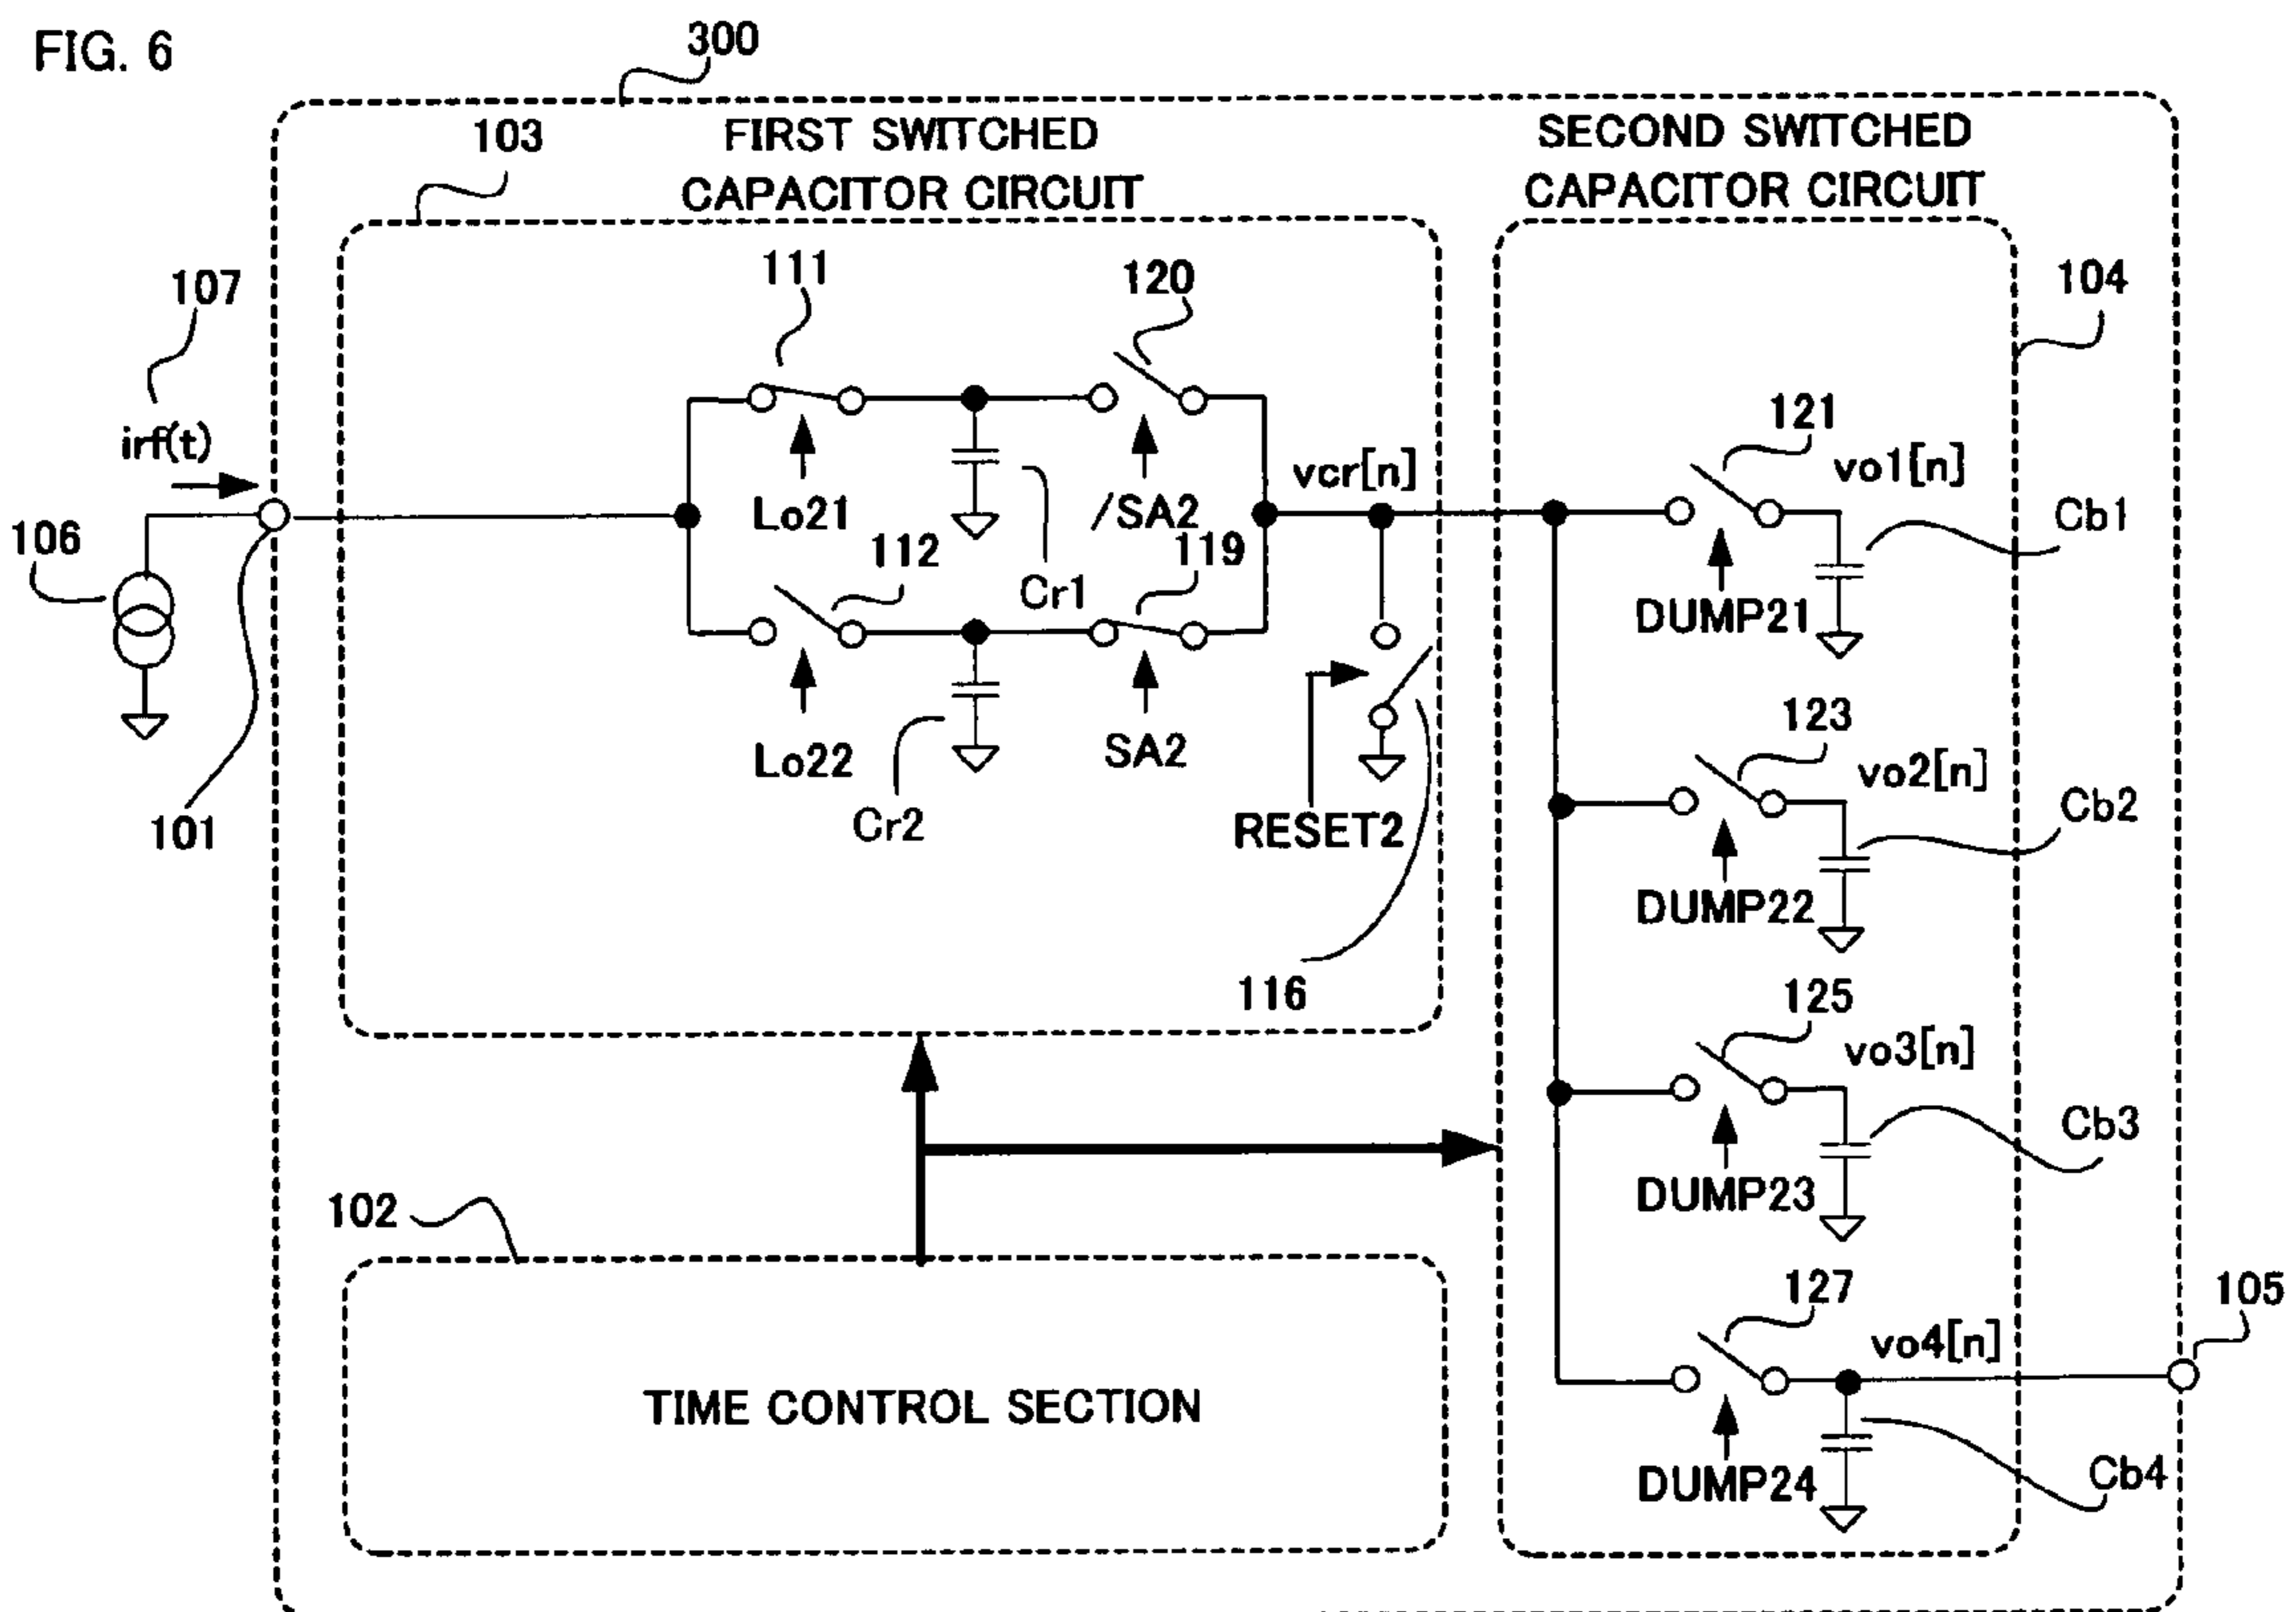 FIG. 6
300
103
FIRST SWITCHED
CAPACITOR CIRCUIT
SECOND SWITCHED
CAPACITOR CIRCUIT
107
111
120
104
irf(t)
106
101
Lo21
/SA2
vcr[n]
121
vo1[n]
Cb1
112
Cr1
119
DUMP21
Lo22
SA2
Cr2
RESET2
116
123
vo2[n]
Cb2
DUMP22
125
vo3[n]
Cb3
DUMP23
102
TIME CONTROL SECTION
127
vo4[n]
105
DUMP24
Cb4